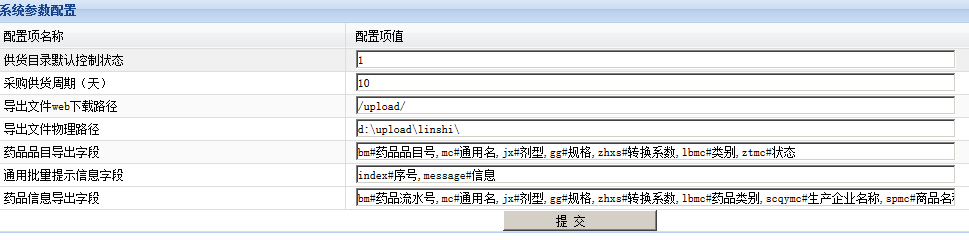 系统参数配置
配置项名称 配置项值
供货目录默认控制状态 1
采购供货周期（天） 10
导出文件web下载路径 /upload/
导出文件物理路径 d:\upload\linshi\
药品品目导出字段 bm#药品品目号,mc#通用名,jx#剂型,gg#规格,zhxs#转换系数,lbmc#类别,ztmc#状态
通用批量提示信息字段 index#序号,message#信息
药品信息导出字段 bm#药品流水号,mc#通用名,jx#剂型,gg#规格,zhxs#转换系数,lbmc#药品类别,scqymc#生产企业名称,spmc#商品名称
提 交